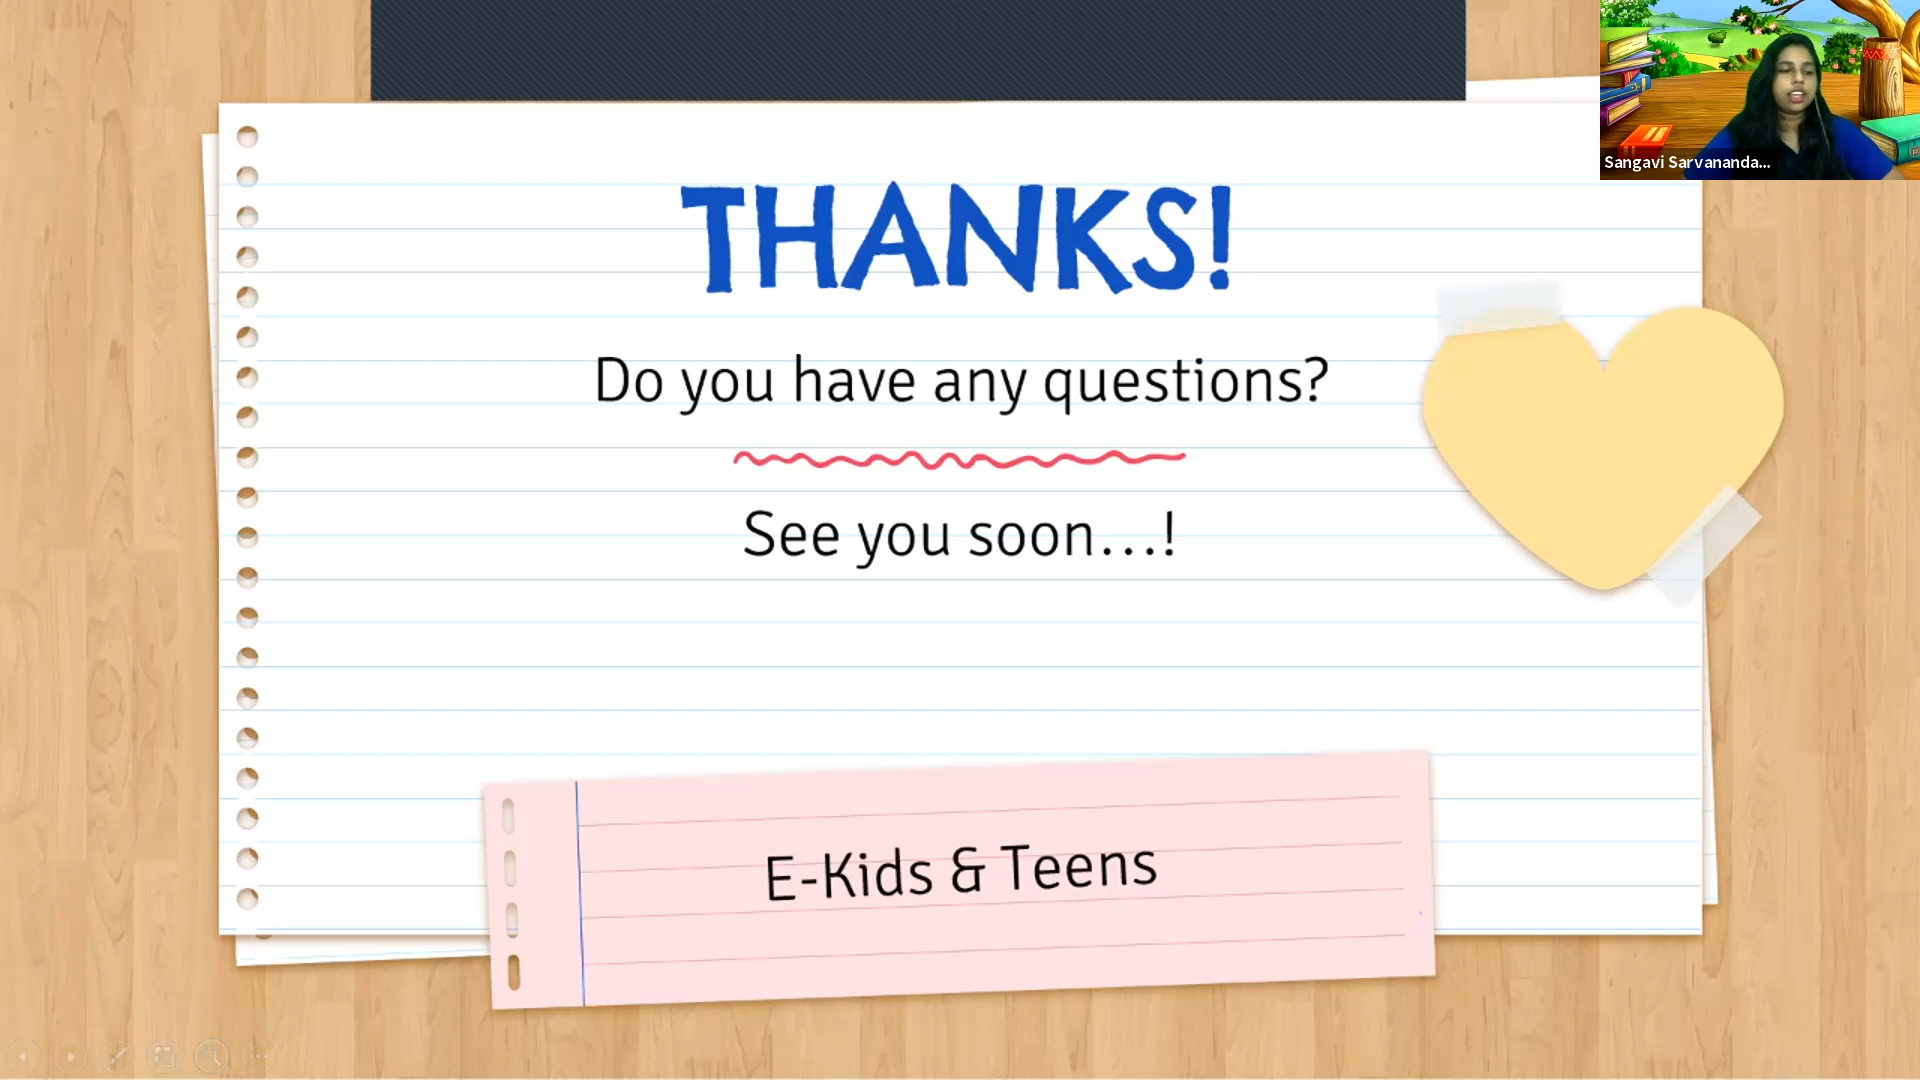 Sangavi Sarvananda...
THANKS!
Do you have any questions?
See you soon...!
E-Kids & Teens